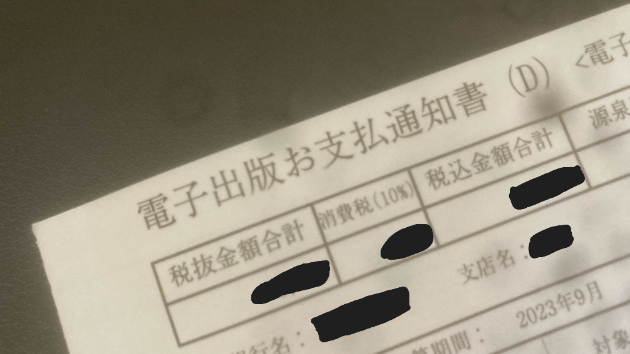 電子出版お支払通知書（D）＜電子
税抜金額合計 消費税(10%) 税込金額合計 源泉
行名： 支店名：
算期間： 2023年9月
対象